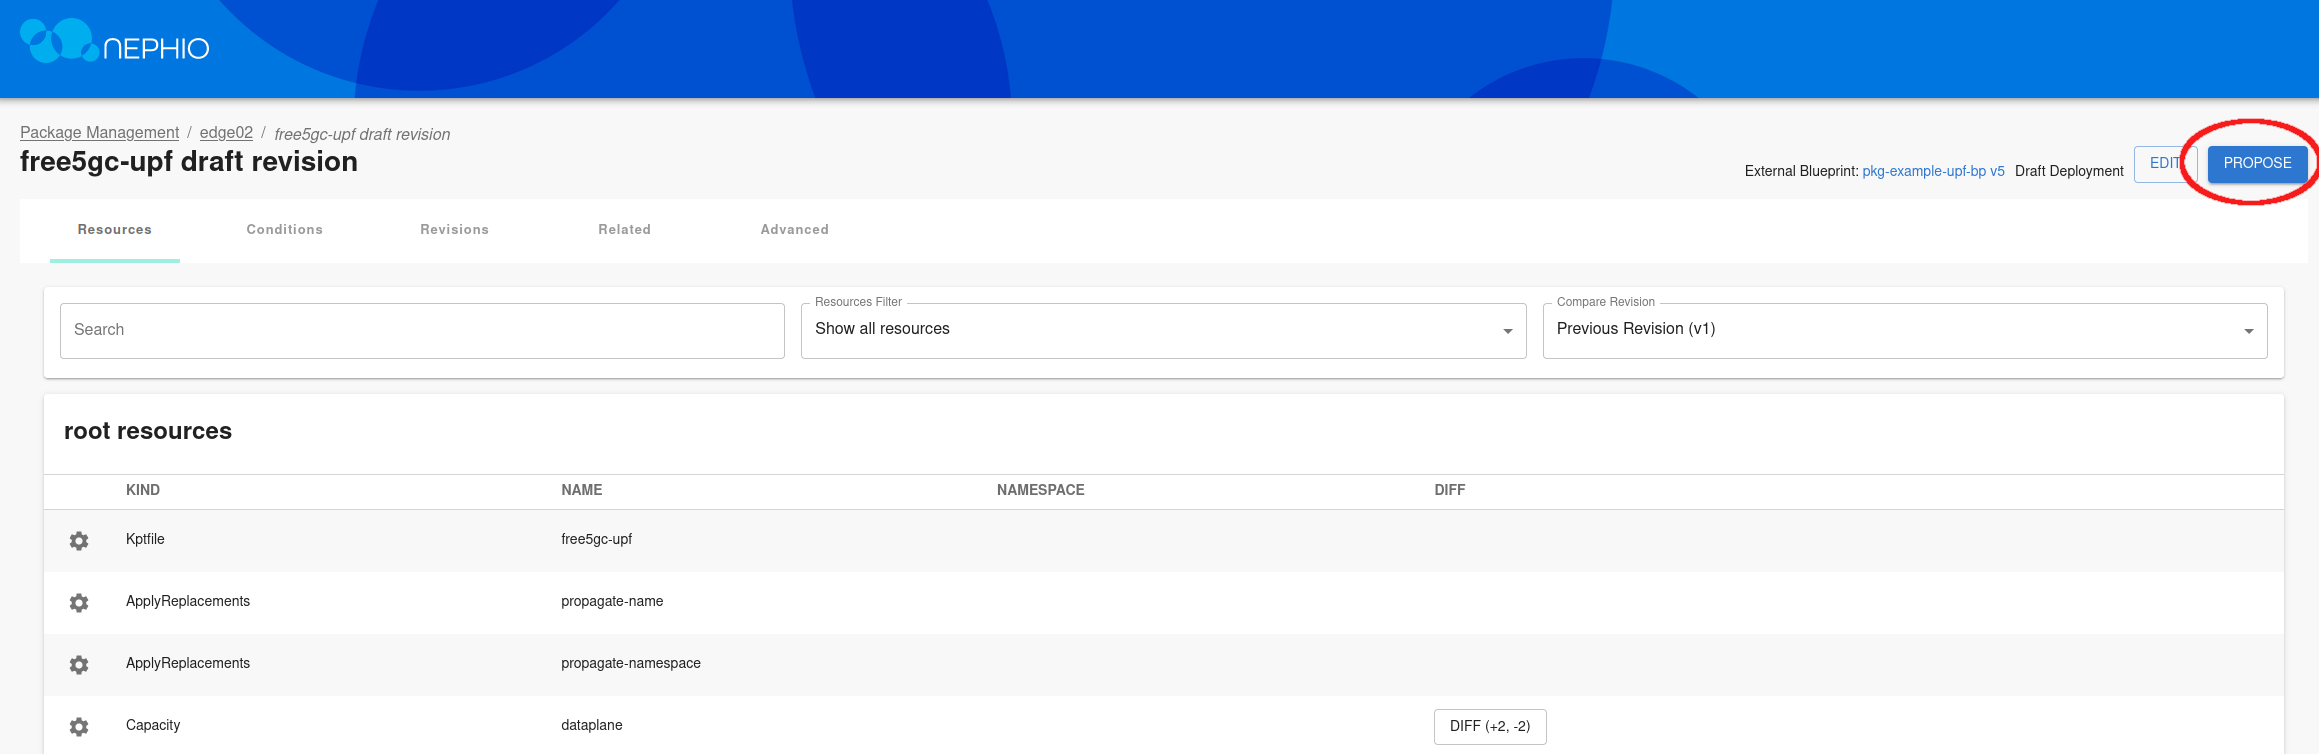 NEPHIO
Package Management / edge02 / free5gc-upf draft revision
free5gc-upf draft revision
External Blueprint: pkg-example-upf-bp v5 Draft Deployment EDIT PROPOSE
Resources Conditions Revisions Related Advanced
Resources Filter Compare Revision
Search Show all resources Previous Revision (v1)
root resources
KIND NAME NAMESPACE DIFF
Kptfile free5gc-upf
ApplyReplacements propagate-name
ApplyReplacements propagate-namespace
Capacity dataplane DIFF (+2, -2)